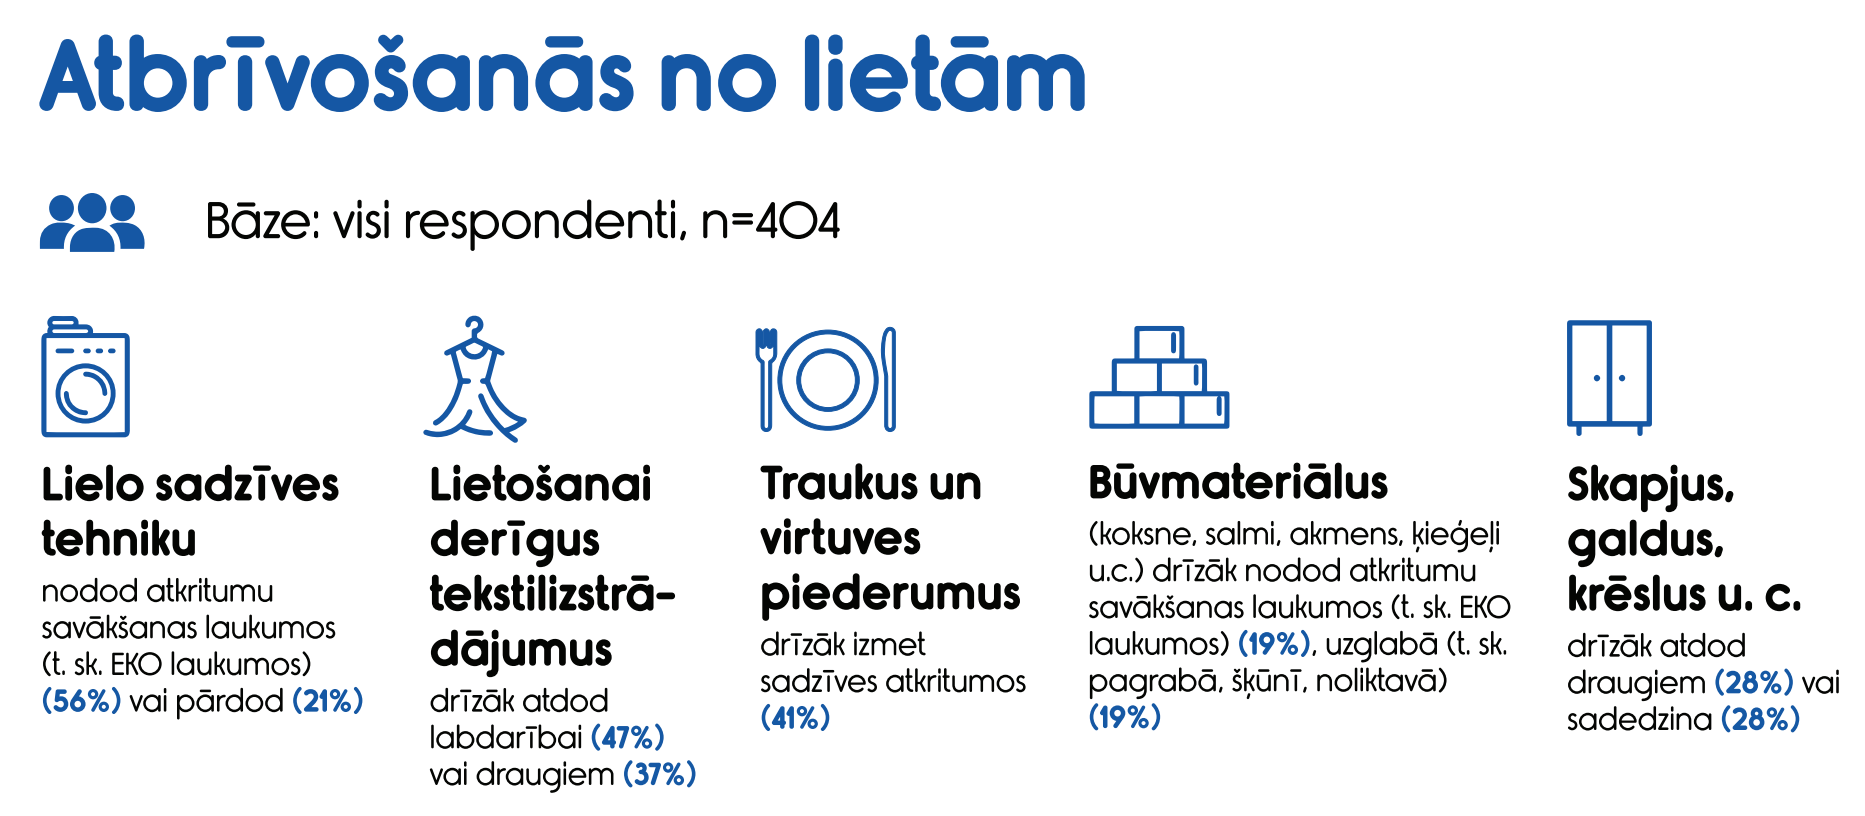 Atbrīvošanās no lietām
Bāze: visi respondenti, n=404
Lielo sadzīves
tehniku
nodod atkritumu
savākšanas laukumos
(t. sk. EKO laukumos)
(56%) vai pārdod (21%)
Lietošanai
derīgus
tekstilizstrā-
dājumus
drīzāk atdod
labdarībai (47%)
vai draugiem (37%)
Traukus un
virtuves
piederumus
drīzāk izmet
sadzīves atkritumos
(41%)
Būvmateriālus
(koksne, salmi, akmens, ķieģeļi
u.c.) drīzāk nodod atkritumu
savākšanas laukumos (t. sk. EKO
laukumos) (19%), uzglabā (t. sk.
pagrabā, šķūnī, noliktavā)
(19%)
Skapjus,
galdus,
krēslus u. c.
drīzāk atdod
draugiem (28%) vai
sadedzina (28%)